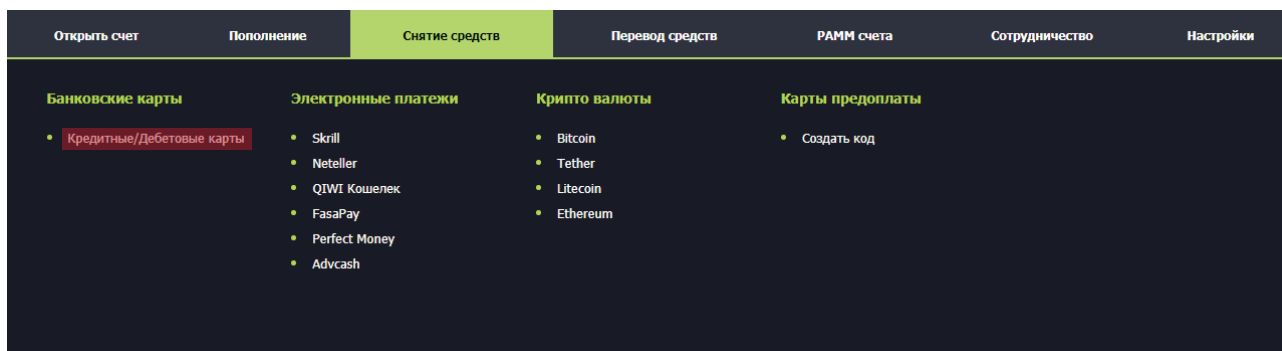 Открыть счет Пополнение Снятие средств Перевод средств PAMM счета Сотрудничество Настройки
Банковские карты Электронные платежи Крипто валюты Карты предоплаты
Кредитные/Дебетовые карты Skrill Bitcoin Создать код
Neteller Tether
QIWI Кошелек Litecoin
FasaPay Ethereum
Perfect Money
Advcash